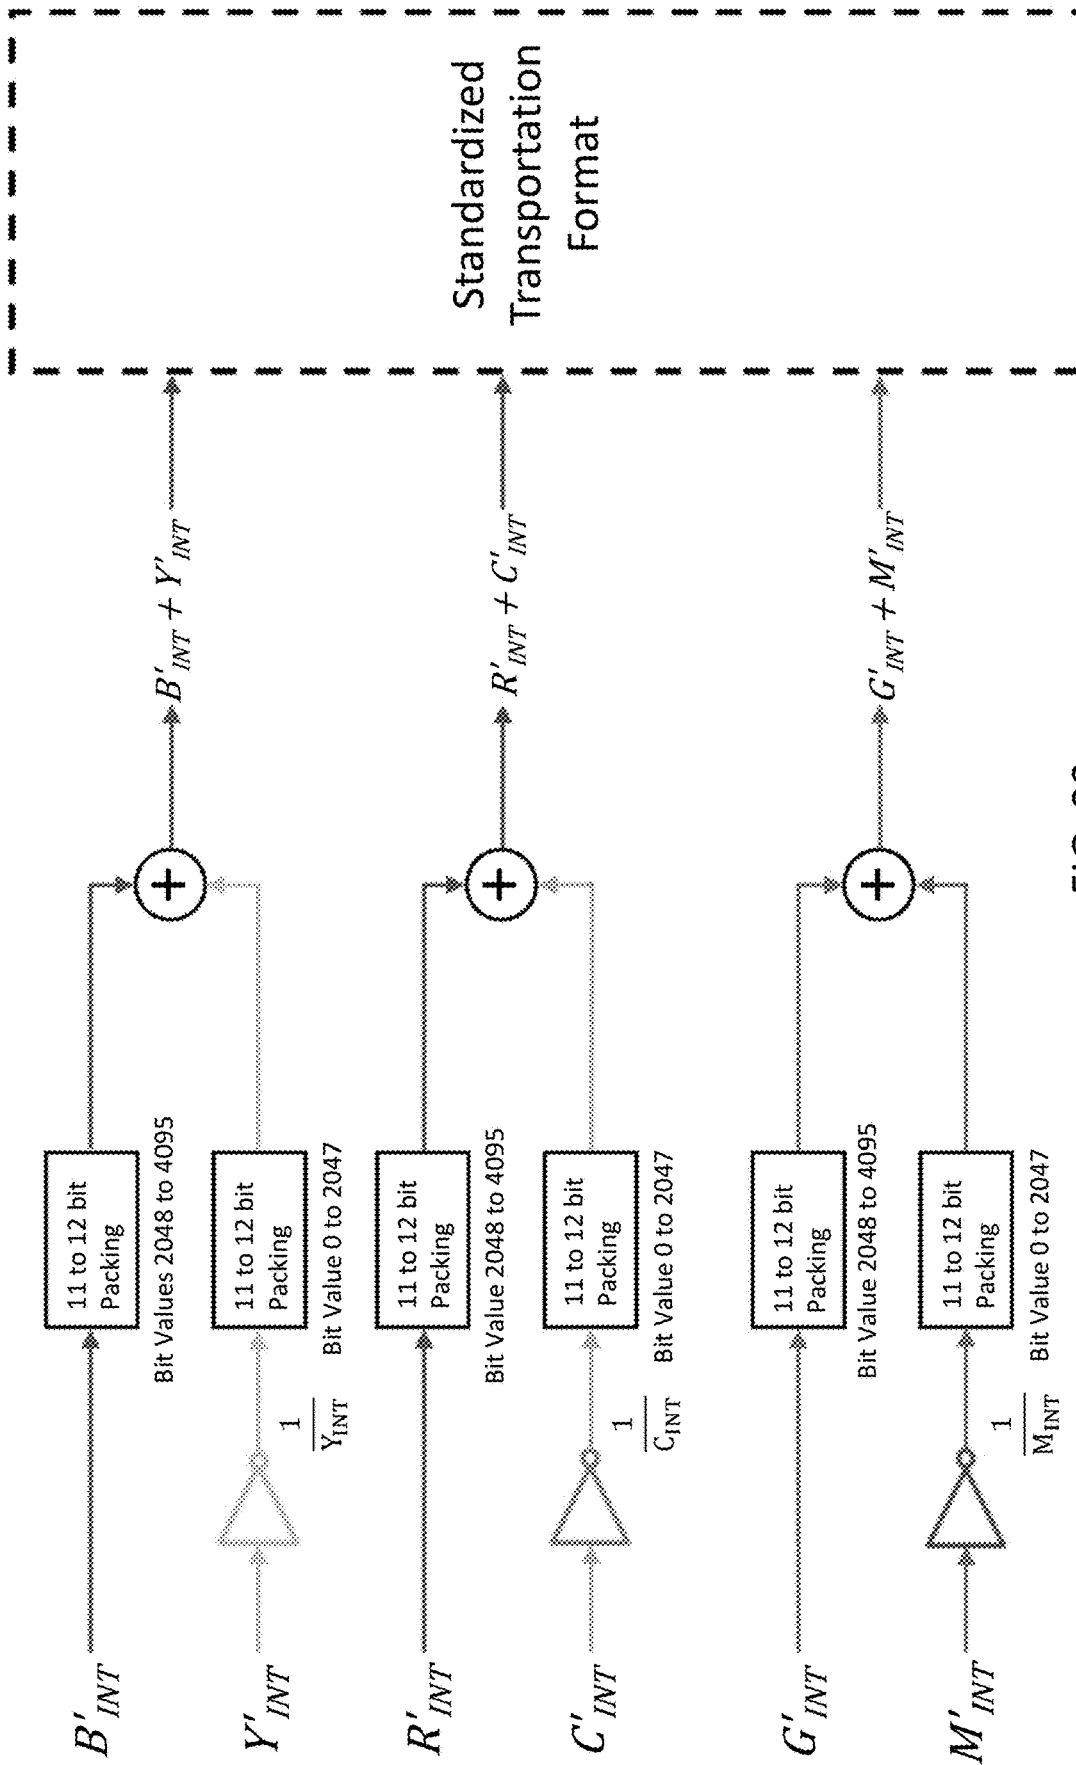 B'INT
11 to 12 bit
Packing
Bit Values 2048 to 4095
+
B'INT + Y'INT
Y'INT
1
YINT
11 to 12 bit
Packing
Bit Value 0 to 2047
R'INT
11 to 12 bit
Packing
Bit Value 2048 to 4095
+
R'INT + C'INT
C'INT
1
CINT
11 to 12 bit
Packing
Bit Value 0 to 2047
G'INT
11 to 12 bit
Packing
Bit Value 2048 to 4095
+
G'INT + M'INT
M'INT
1
MINT
11 to 12 bit
Packing
Bit Value 0 to 2047
Standardized
Transportation
Format